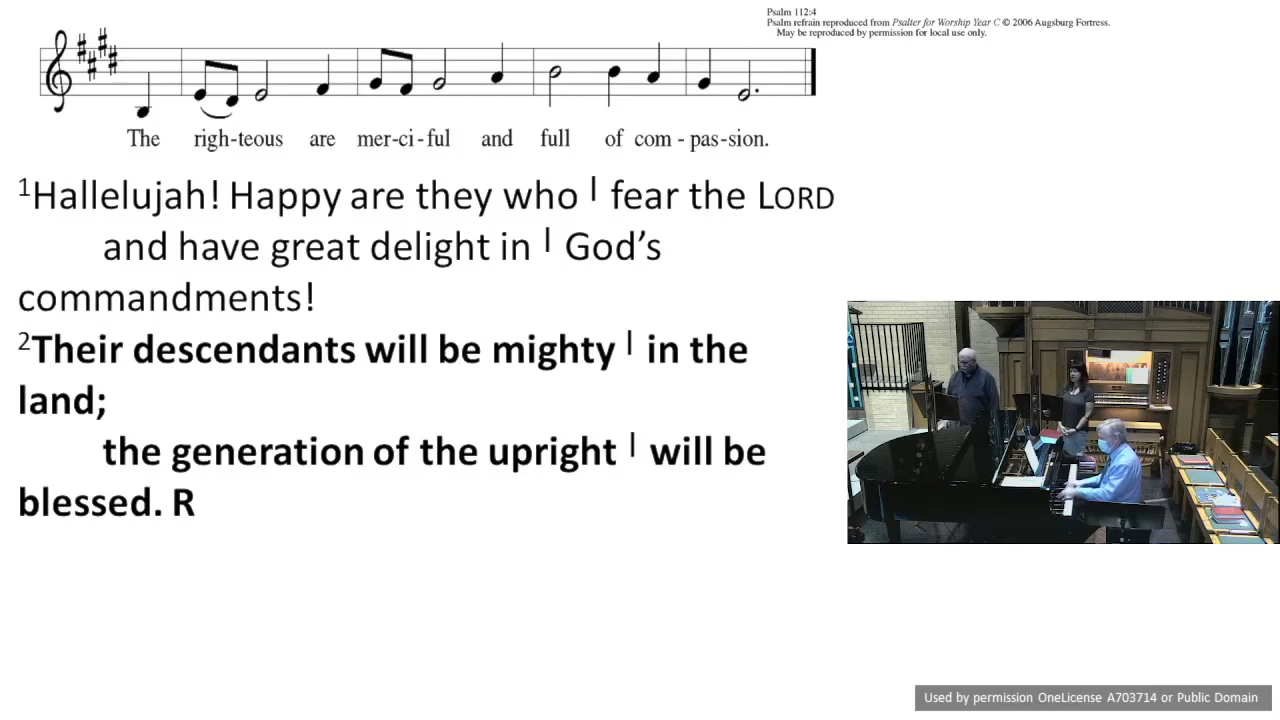 Psalm 112:4
Psalm refrain reproduced from Psalter for Worship Year C © 2006 Augsburg Fortress.
May be reproduced by permission for local use only.
The righ-teous are mer-ci-ful and full of com-pas-sion.
1Hallelujah! Happy are they who | fear the LORD
and have great delight in | God's
commandments!
2Their descendants will be mighty | in the
land;
the generation of the upright | will be
blessed. R
Used by permission OneLicense A703714 or Public Domain